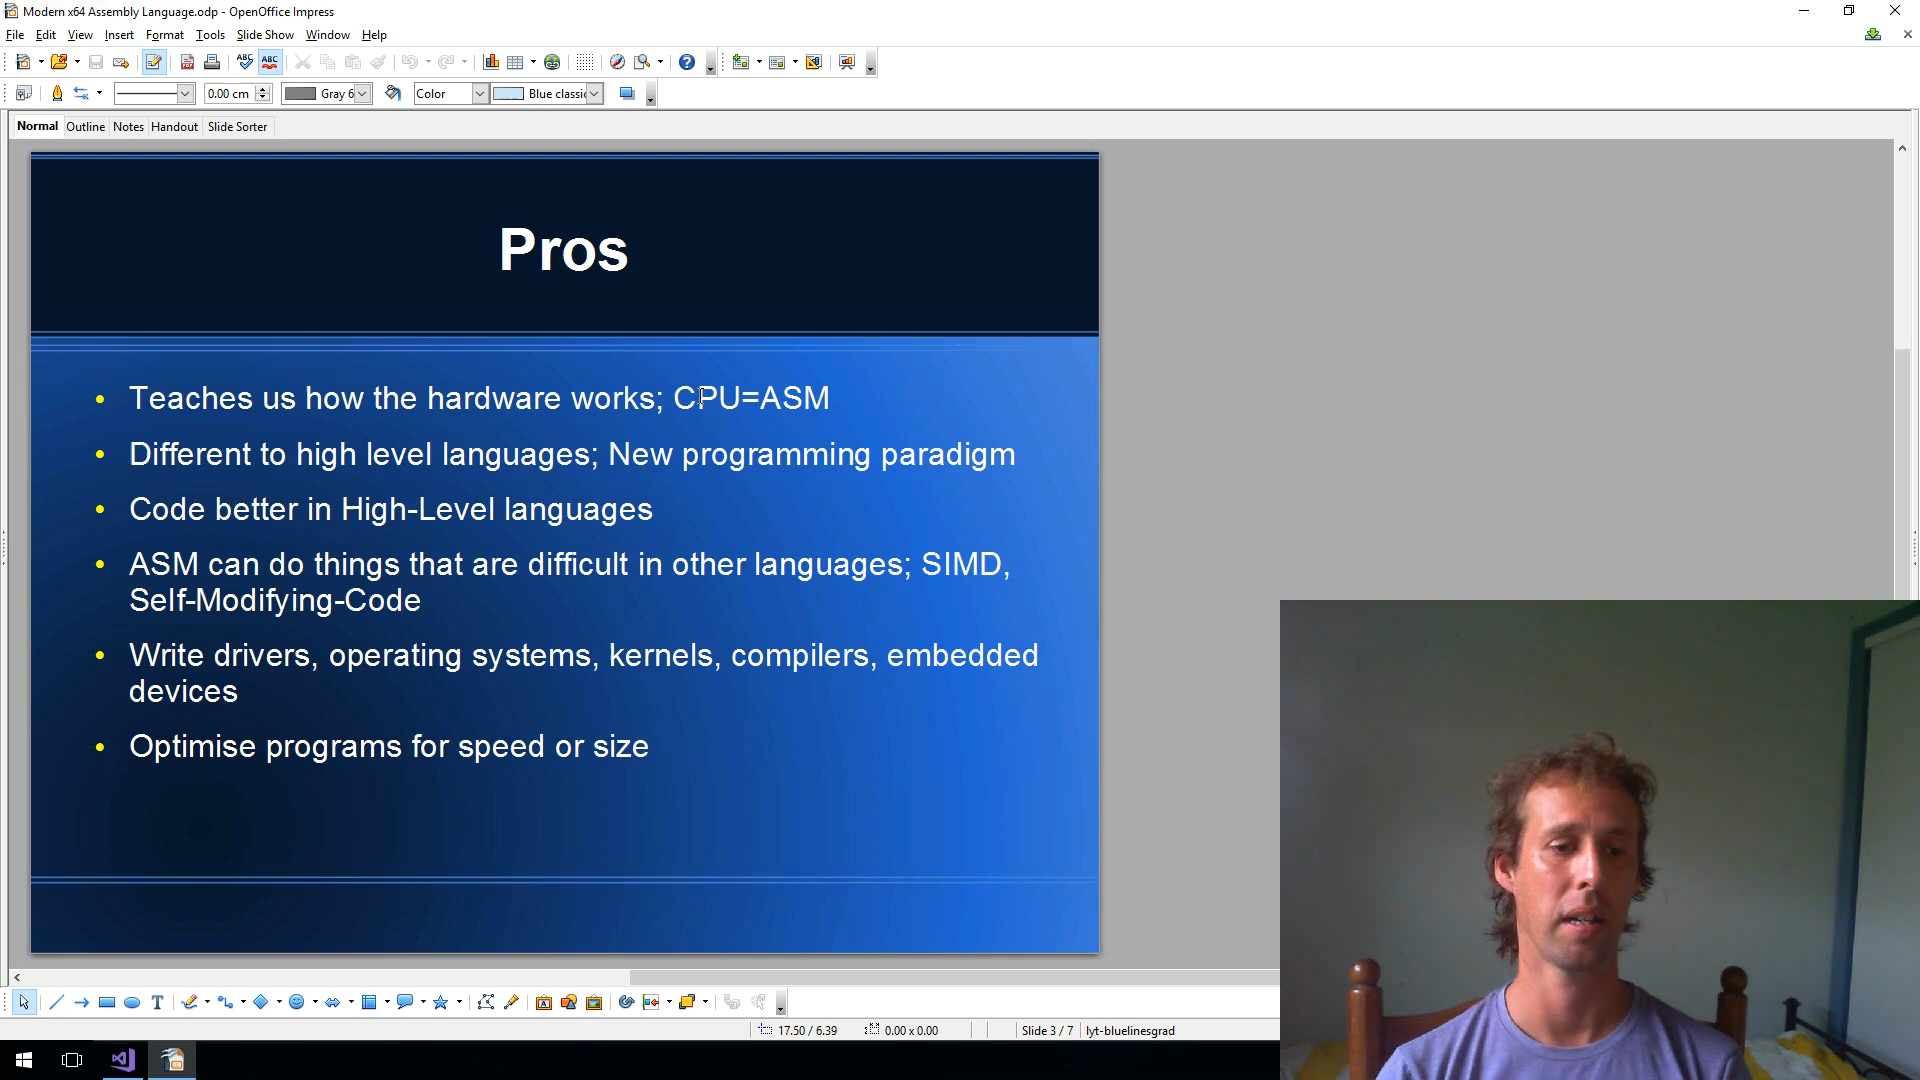 Modern x64 Assembly Language.odp - OpenOffice Impress
File Edit View Insert Format Tools Slide Show Window Help
ABC ABC
0.00 cm Gray 6 Color Blue classic
Normal Outline Notes Handout Slide Sorter
Pros
• Teaches us how the hardware works; CPU=ASM
• Different to high level languages; New programming paradigm
• Code better in High-Level languages
• ASM can do things that are difficult in other languages; SIMD,
Self-Modifying-Code
• Write drivers, operating systems, kernels, compilers, embedded
devices
• Optimise programs for speed or size
17.50 / 6.39 0.00 x 0.00 Slide 3 / 7 lyt-bluelinesgrad